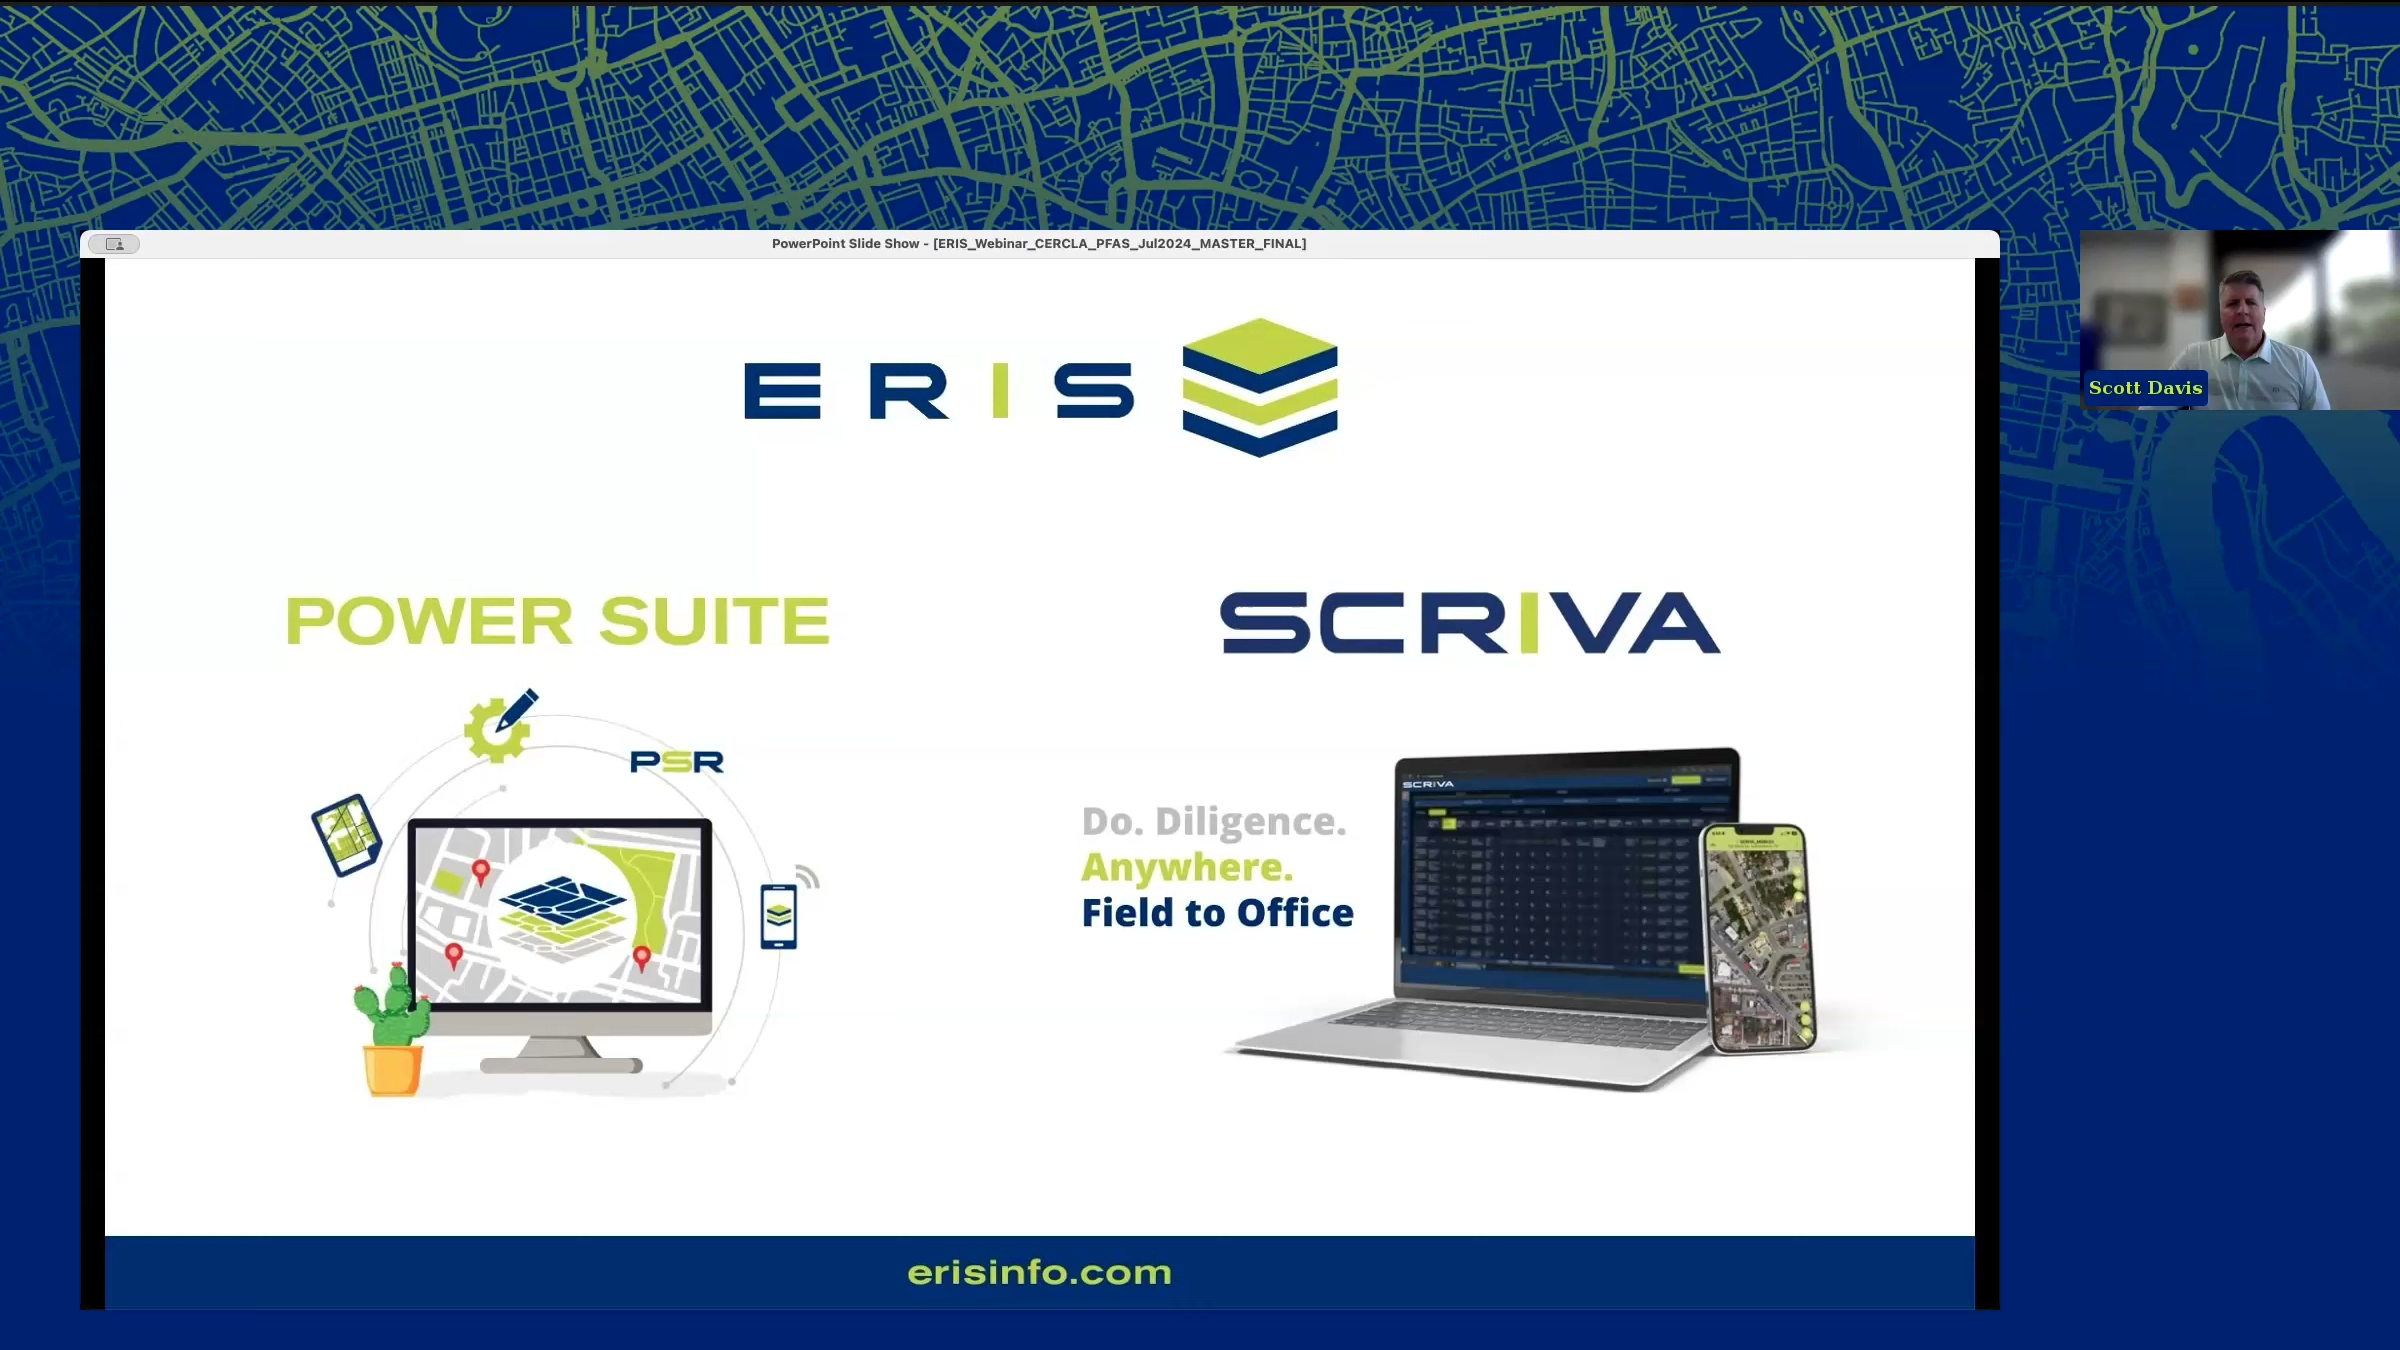 PowerPoint Slide Show - [ERIS_Webinar_CERCLA_PFAS_Jul2024_MASTER_FINAL]
ERIS
Scott Davis
POWER SUITE
SCRIVA
PSR
SCRIVA
Do. Diligence.
Anywhere.
Field to Office
erisinfo.com